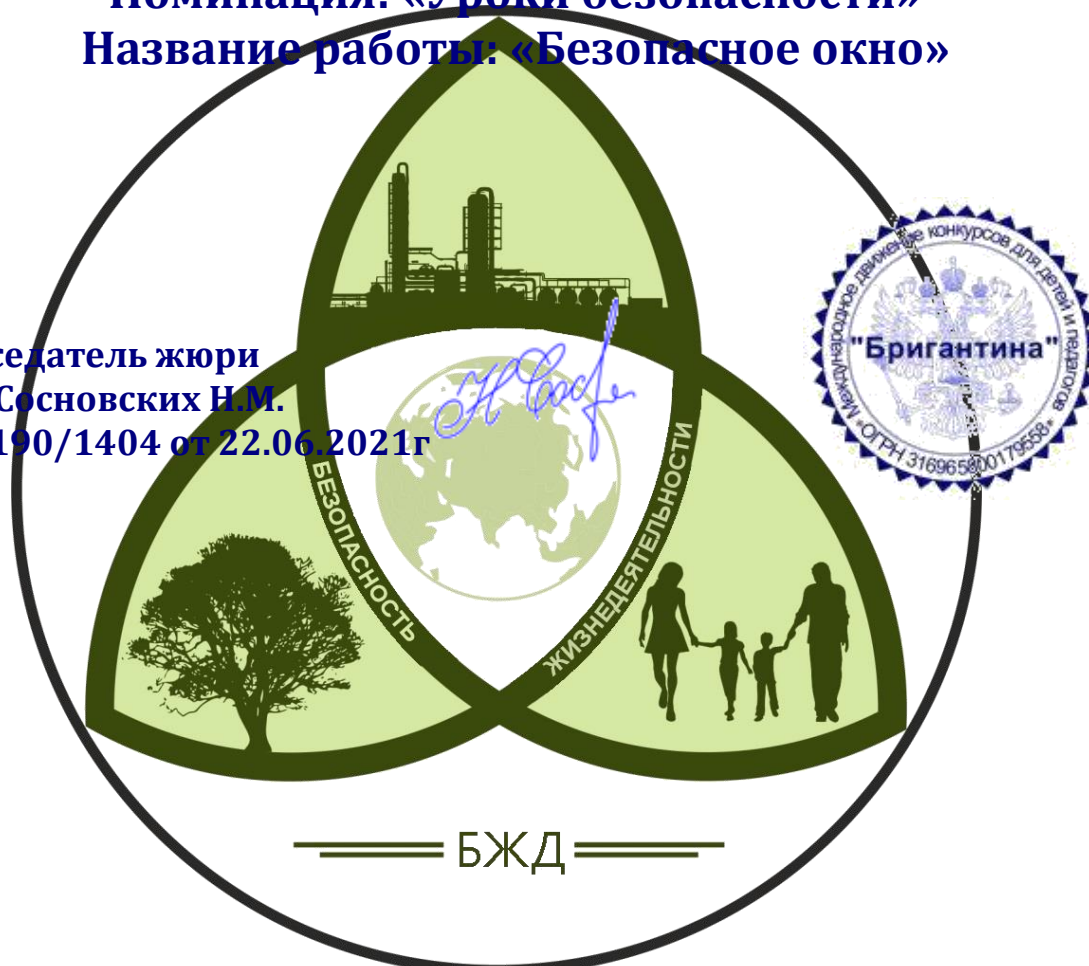 Номинация: «Уроки безопасности»
Название работы: «Безопасное окно»
седатель жюри
Сосновских Н.М.
190/1404 от 22.06.2021г
Международное движение конкурсов для детей и педагогов
"Бригантина"
*ОГРН 316965800179558*
БЕЗОПАСНОСТЬ
ЖИЗНЕДЕЯТЕЛЬНОСТИ
БЖД